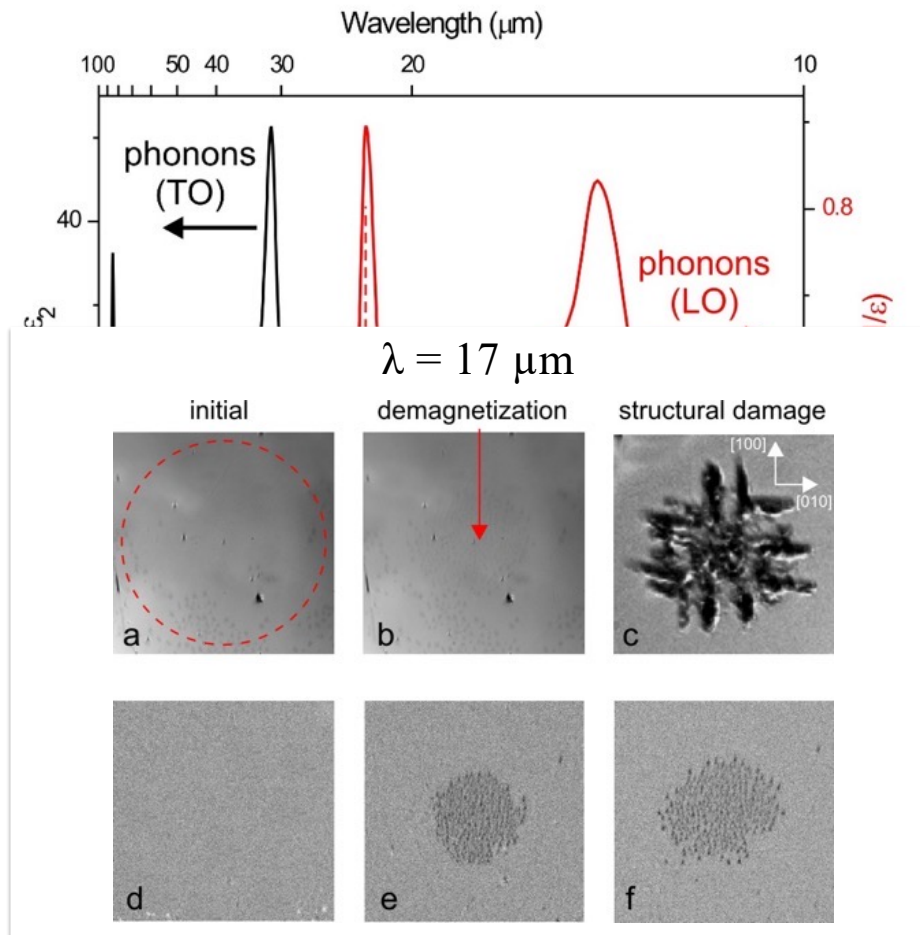 Wavelength (μm)
100 50 40 30 20 10
phonons
(TO)
40
0.8
phonons
(LO)
ε2
/ε)
λ = 17 μm
initial demagnetization structural damage
[100]
[010]
a b c
d e f